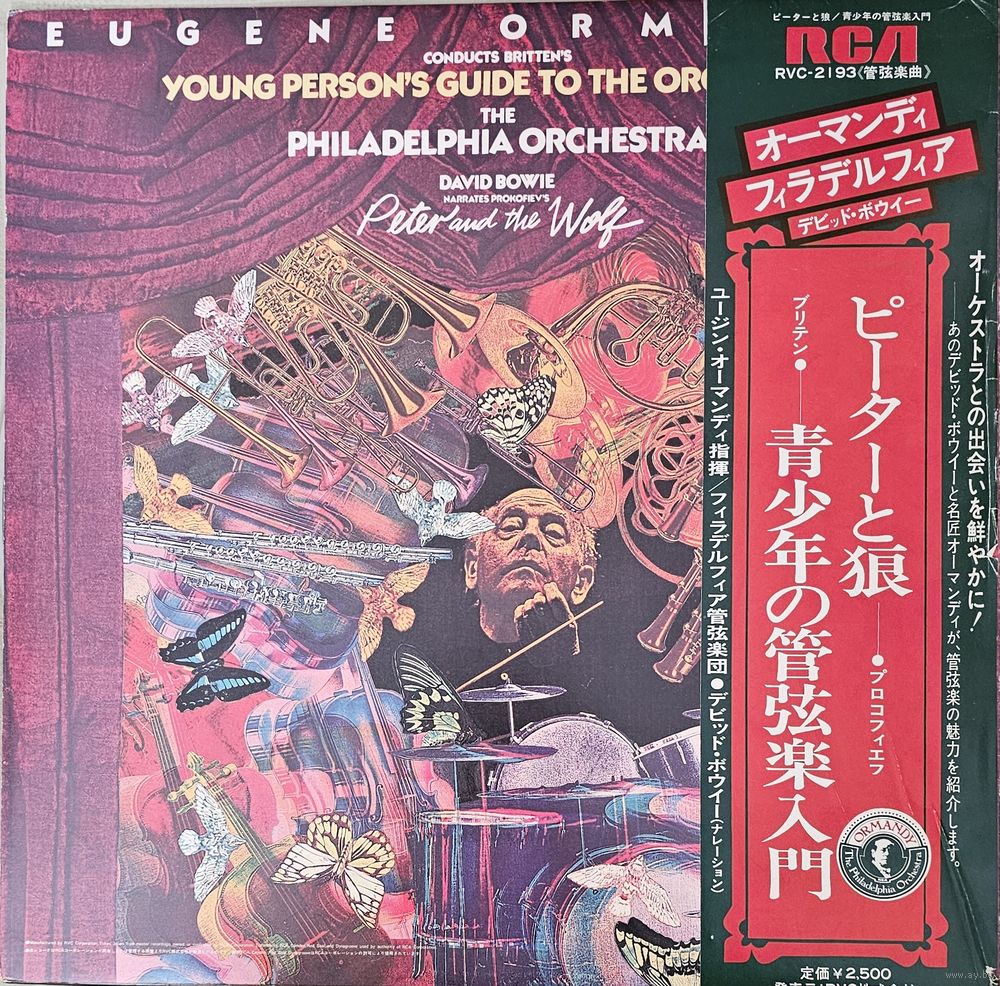 EUGENE ORM
CONDUCTS BRITTEN'S
YOUNG PERSON'S GUIDE TO THE ORC
THE
PHILADELPHIA ORCHESTRA
DAVID BOWIE
NARRATES PROKOFIEV'S
Peter and the Wolf
ピーターと狼／青少年の管弦楽入門
RCA
RVC-2193《管弦楽曲》
オーマンディ
フィラデルフィア
デビッド・ボウイー
オーケストラとの出会いを鮮やかに！
——あのデビッド・ボウイーと名匠オーマンディが、管弦楽の魅力を紹介します。
ピーターと狼——●プロコフィエフ
ブリテン●——青少年の管弦楽入門
ユージン・オーマンディ指揮／フィラデルフィア管弦楽団●デビッド・ボウイー(ナレーション)
ORMANDY
The Philadelphia Orchestra
定価￥2,500
www.ay.by